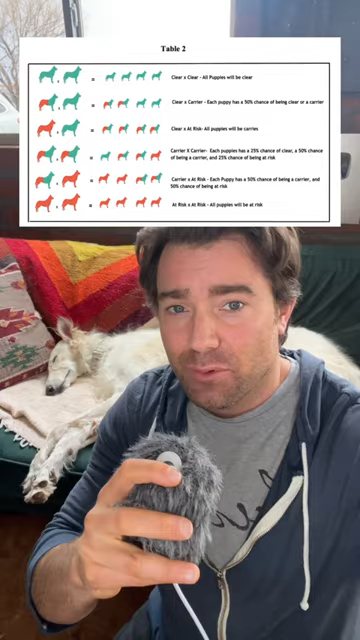 Table 2
= Clear x Clear - All Puppies will be clear
= Clear x Carrier - Each puppy has a 50% chance of being clear or a carrier
= Clear x At Risk- All puppies will be carries
= Carrier X Carrier- Each puppies has a 25% chance of clear, a 50% chance
of being a carrier, and 25% chance of being at risk
= Carrier x At Risk - Each Puppy has a 50% chance of being a carrier, and
50% chance of being at risk
= At Risk x At Risk - All puppies will be at risk